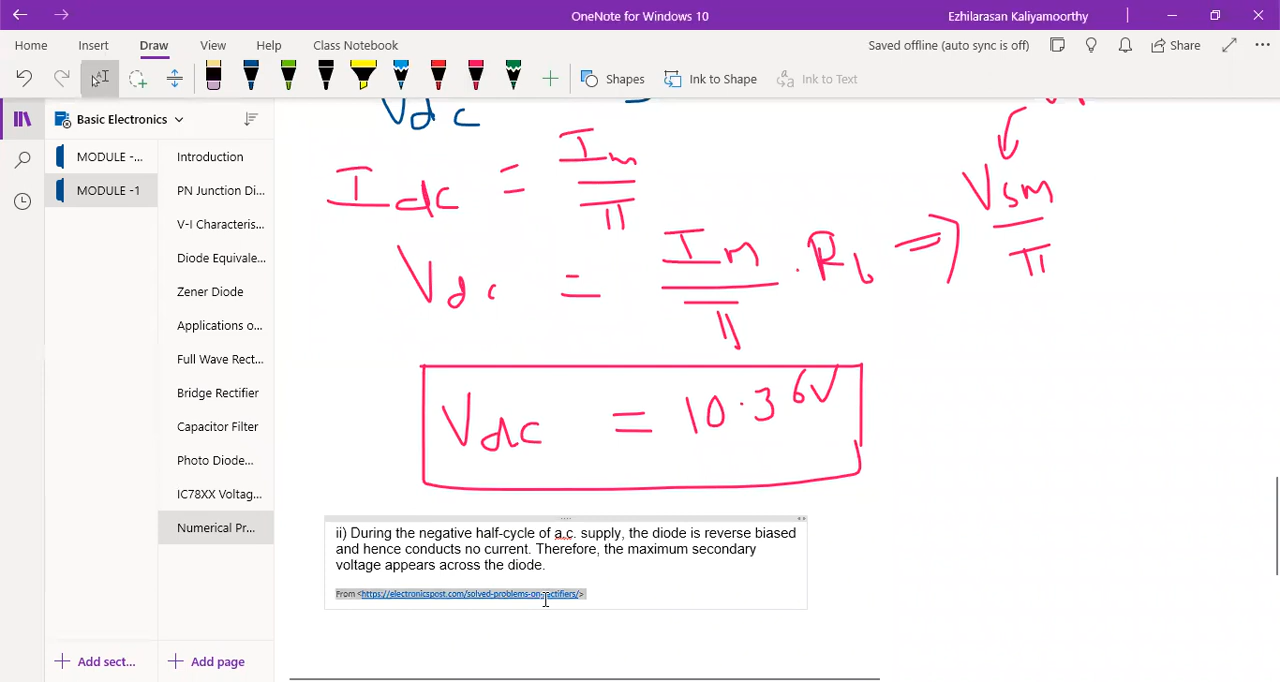 OneNote for Windows 10
Ezhilarasan Kaliyamoorthy
Home Insert Draw View Help Class Notebook
Saved offline (auto sync is off)
Share
Shapes
Ink to Shape
Ink to Text
Basic Electronics
MODULE -...
MODULE -1
Introduction
PN Junction Di...
V-I Characteris...
Diode Equivale...
Zener Diode
Applications o...
Full Wave Rect...
Bridge Rectifier
Capacitor Filter
Photo Diode...
IC78XX Voltag...
Numerical Pr...
Add sect...
Add page
Vdc
Idc = Im/π
Vdc = Im/π . RL ⇒ Vsm/π
Vdc = 10.36V
ii) During the negative half-cycle of a.c. supply, the diode is reverse biased
and hence conducts no current. Therefore, the maximum secondary
voltage appears across the diode.
From <https://electronicspost.com/solved-problems-on-rectifiers/>